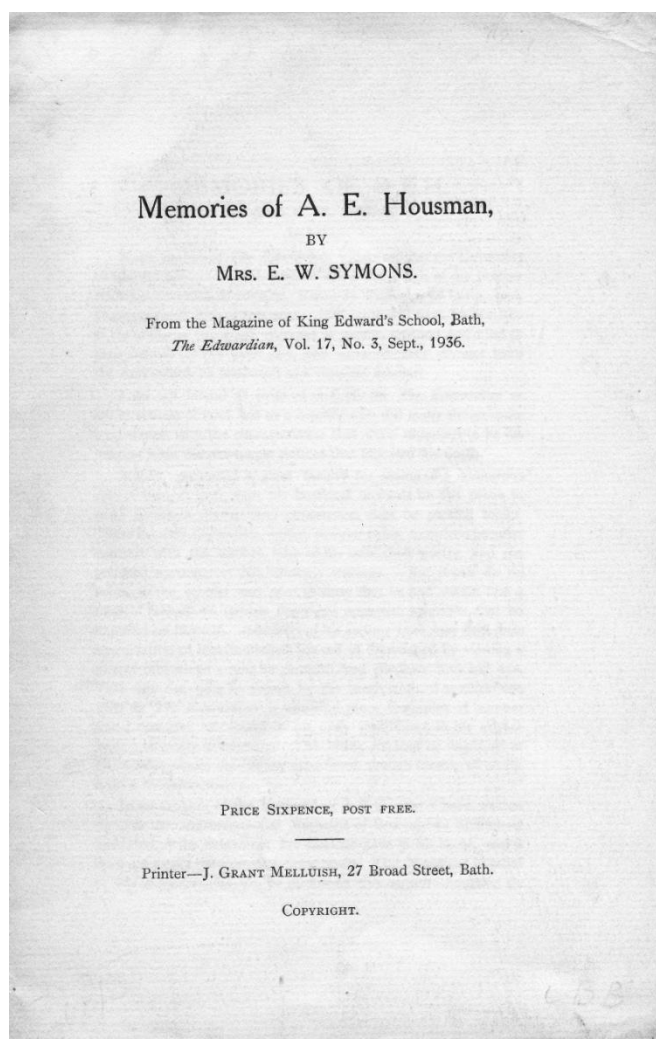 Memories of A. E. Housman,
BY
MRS. E. W. SYMONS.
From the Magazine of King Edward's School, Bath,
The Edwardian, Vol. 17, No. 3, Sept., 1936.
PRICE SIXPENCE, POST FREE.
Printer—J. GRANT MELLUISH, 27 Broad Street, Bath.
COPYRIGHT.